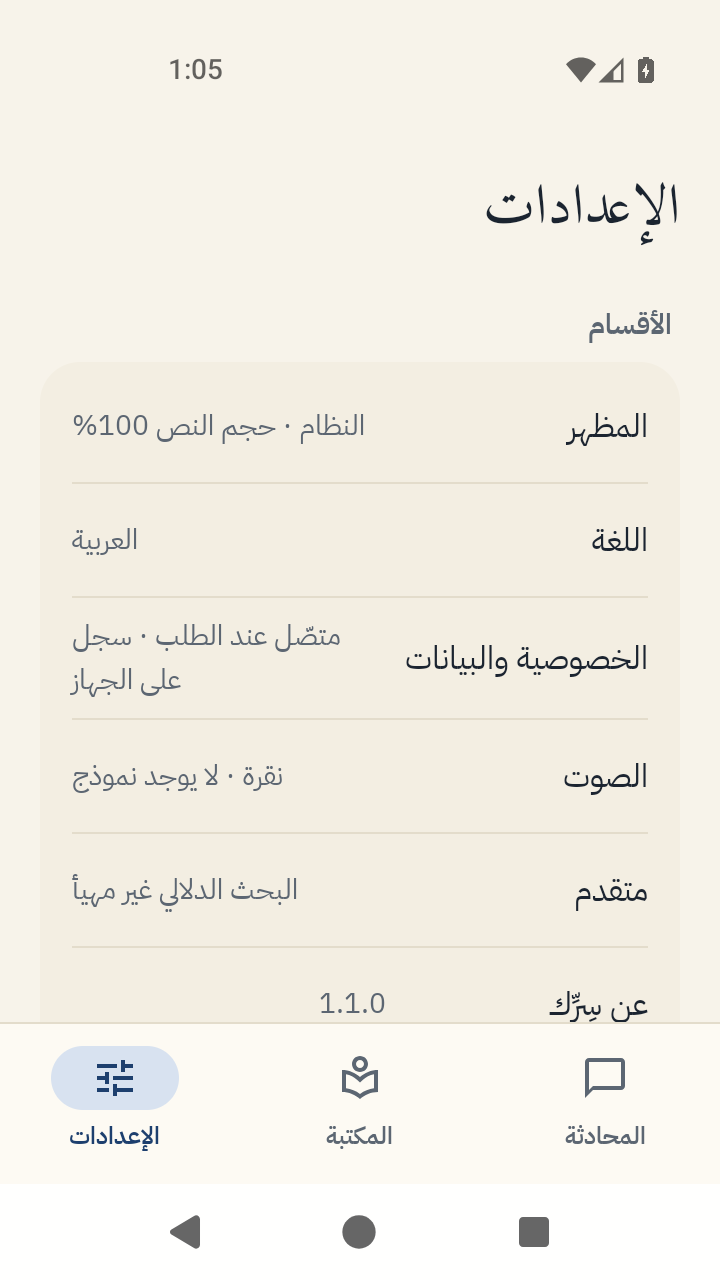 1:05
الإعدادات
الأقسام
المظهر
النظام · حجم النص 100%
اللغة
العربية
الخصوصية والبيانات
متصّل عند الطلب · سجل
على الجهاز
الصوت
نقرة · لا يوجد نموذج
متقدم
البحث الدلالي غير مهيأ
عن سِرِّك
1.1.0
المحادثة
المكتبة
الإعدادات